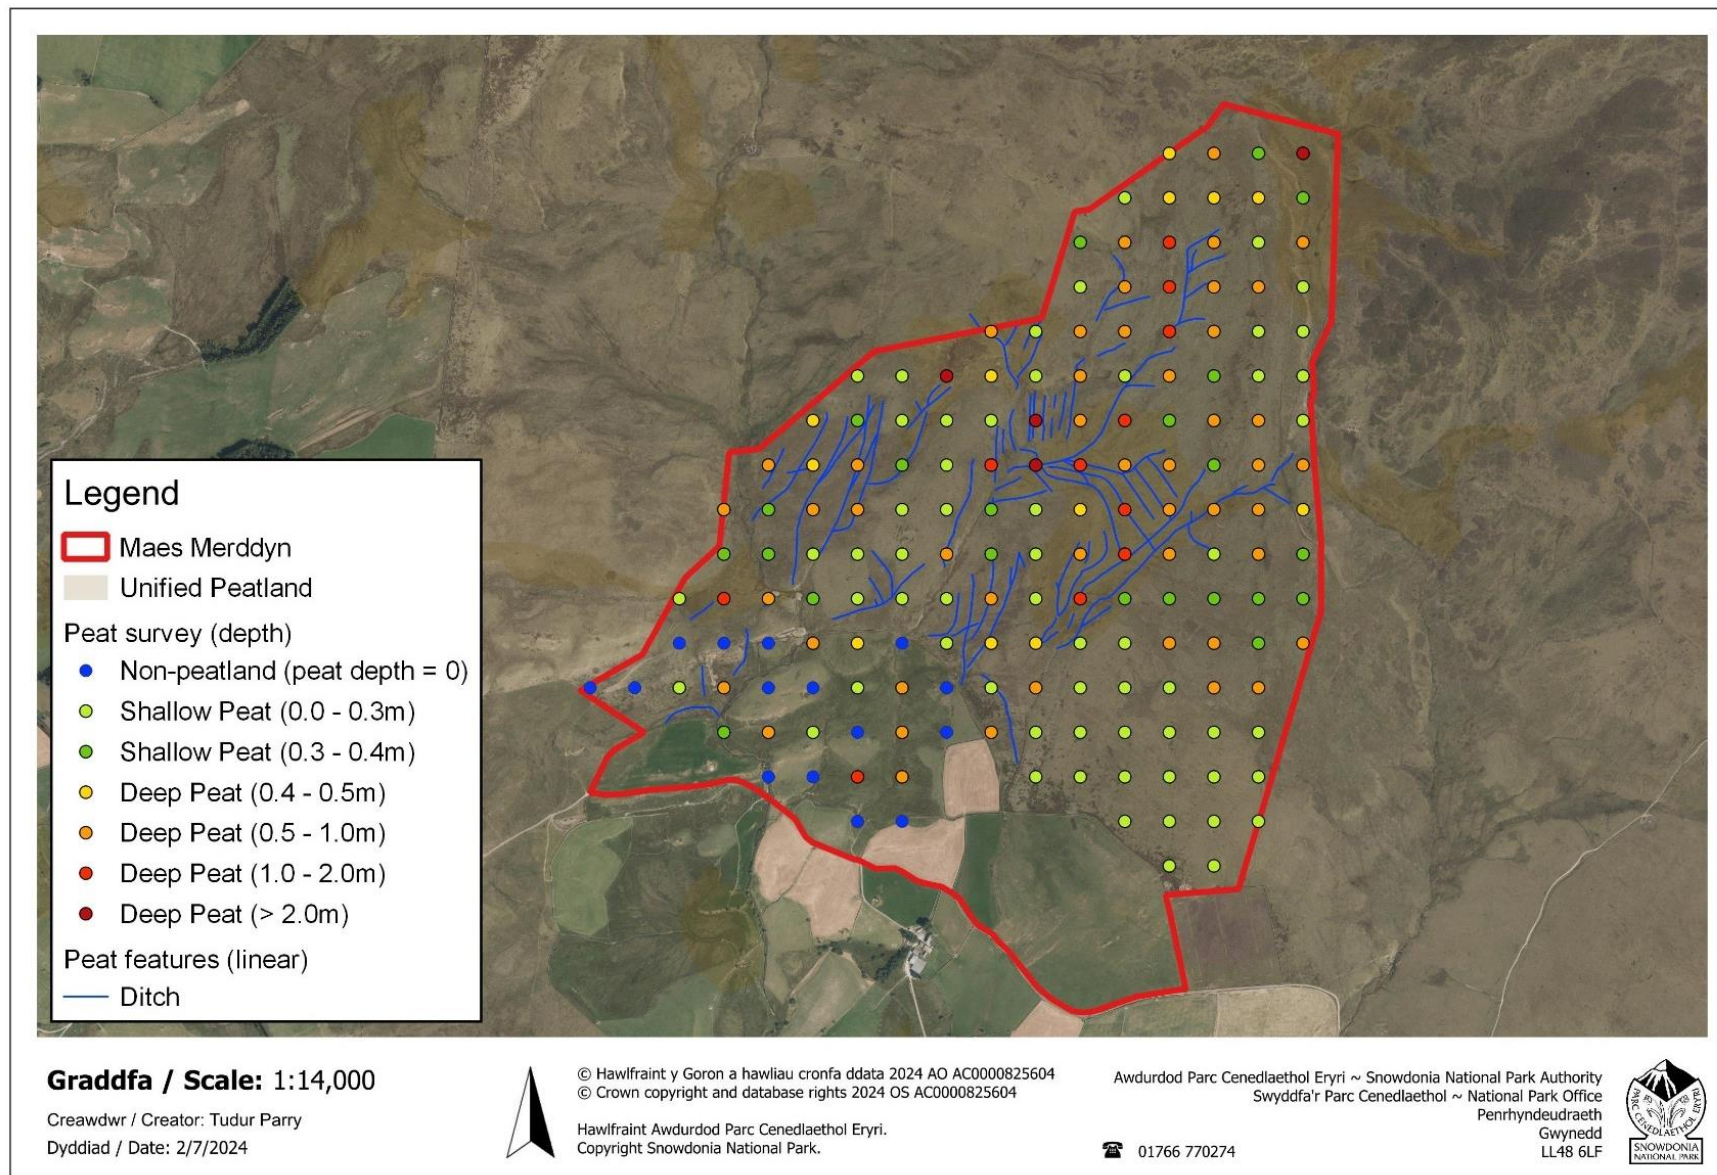 Legend
Maes Merddyn
Unified Peatland
Peat survey (depth)
Non-peatland (peat depth = 0)
Shallow Peat (0.0 - 0.3m)
Shallow Peat (0.3 - 0.4m)
Deep Peat (0.4 - 0.5m)
Deep Peat (0.5 - 1.0m)
Deep Peat (1.0 - 2.0m)
Deep Peat (> 2.0m)
Peat features (linear)
Ditch
Graddfa / Scale: 1:14,000
Creawdwr / Creator: Tudur Parry
Dyddiad / Date: 2/7/2024
© Hawlfraint y Goron a hawliau cronfa ddata 2024 AO AC0000825604
© Crown copyright and database rights 2024 OS AC0000825604
Hawlfraint Awdurdod Parc Cenedlaethol Eryri.
Copyright Snowdonia National Park.
Awdurdod Parc Cenedlaethol Eryri ~ Snowdonia National Park Authority
Swyddfa'r Parc Cenedlaethol ~ National Park Office
Penrhyndeudraeth
Gwynedd
01766 770274
LL48 6LF
PARC CENEDLAETHOL ERYRI
SNOWDONIA
NATIONAL PARK